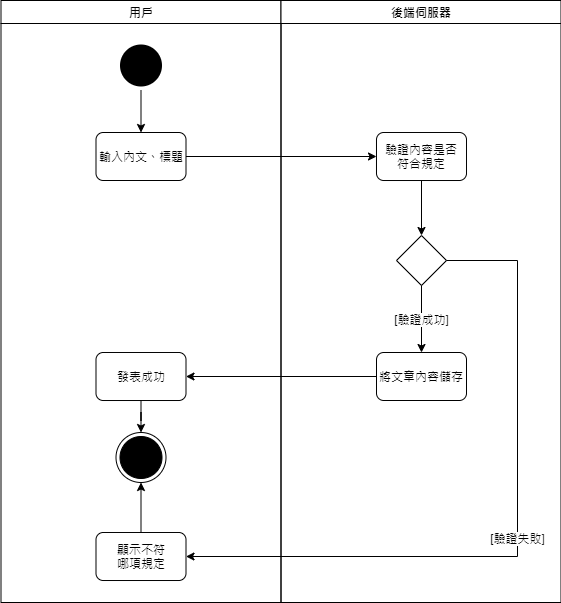 用戶
後端伺服器
輸入內文、標題
驗證內容是否
符合規定
[驗證成功]
發表成功
將文章內容儲存
[驗證失敗]
顯示不符
哪項規定